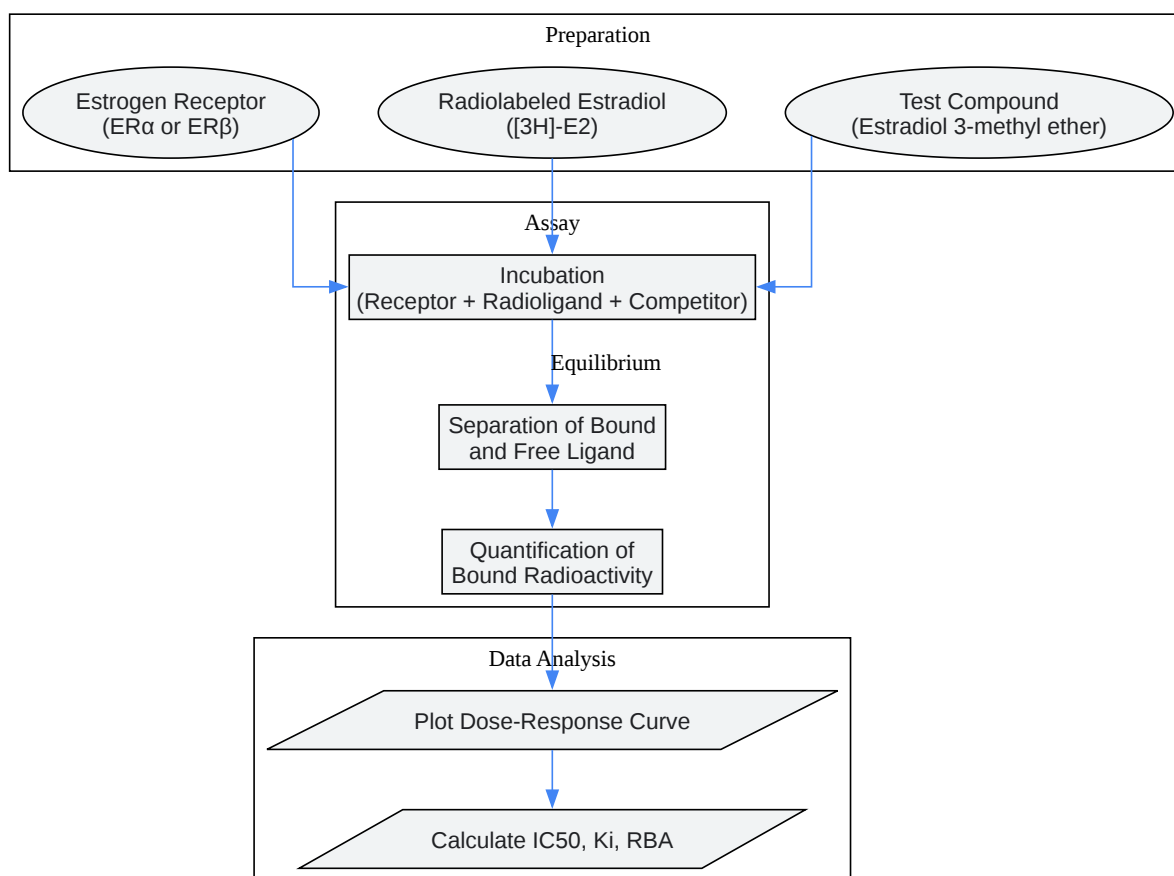 Preparation
Estrogen Receptor
(ERα or ERβ)
Radiolabeled Estradiol
([3H]-E2)
Test Compound
(Estradiol 3-methyl ether)
Assay
Incubation
(Receptor + Radioligand + Competitor)
Equilibrium
Separation of Bound
and Free Ligand
Quantification of
Bound Radioactivity
Data Analysis
Plot Dose-Response Curve
Calculate IC50, Ki, RBA